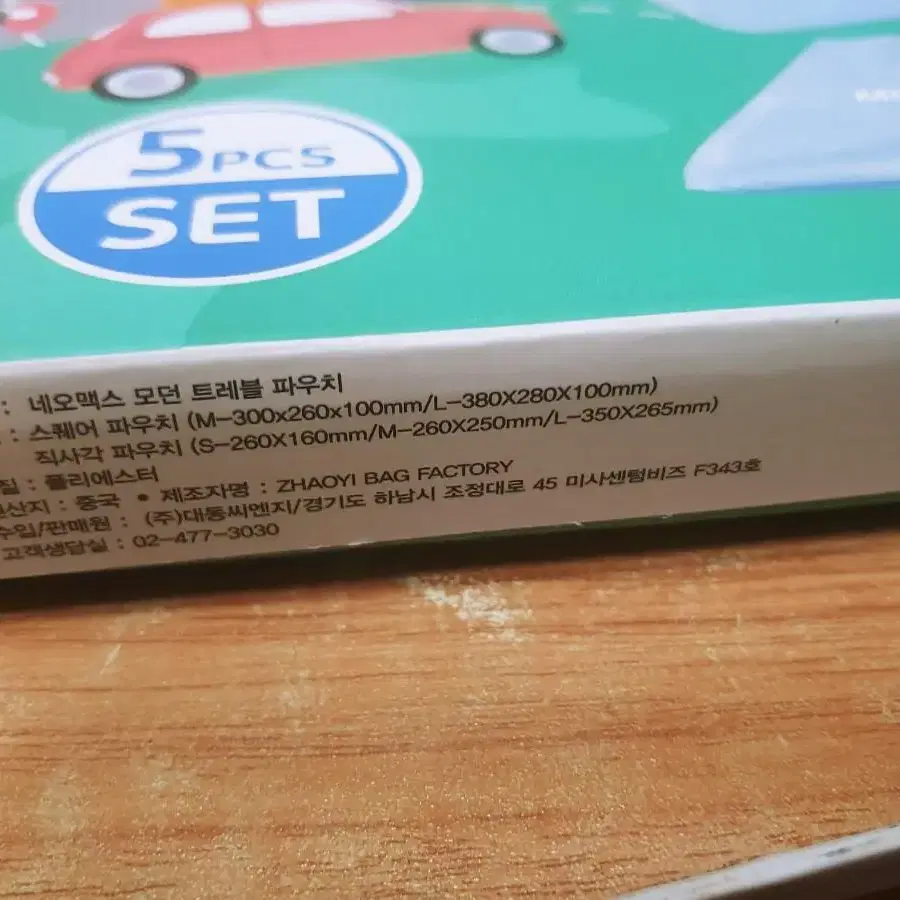 5PCS
SET
: 네오맥스 모던 트레블 파우치
: 스퀘어 파우치 (M-300x260x100mm/L-380X280X100mm)
직사각 파우치 (S-260X160mm/M-260X250mm/L-350X265mm)
질 : 폴리에스터
산지 : 중국 • 제조자명 : ZHAOYI BAG FACTORY
수입/판매원 : (주)대동씨엔지/경기도 하남시 조정대로 45 미사센텀비즈 F343호
고객상담실 : 02-477-3030